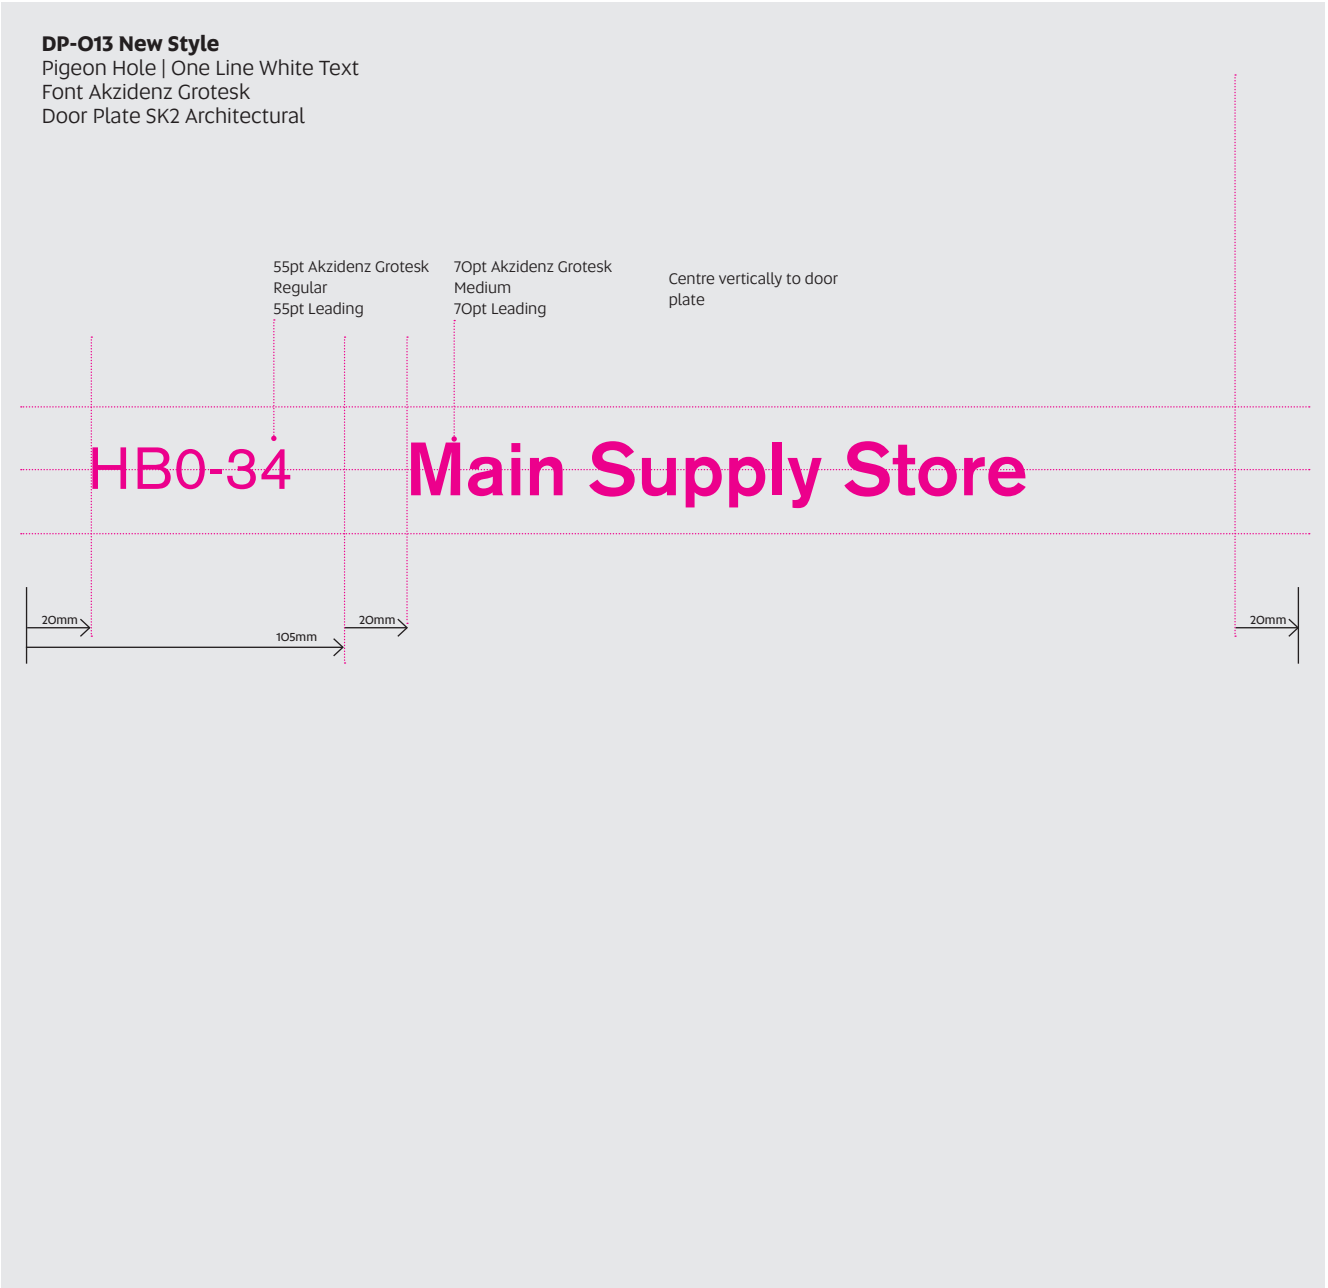 DP-013 New Style
Pigeon Hole | One Line White Text
Font Akzidenz Grotesk
Door Plate SK2 Architectural
55pt Akzidenz Grotesk
Regular
55pt Leading
70pt Akzidenz Grotesk
Medium
70pt Leading
Centre vertically to door
plate
HB0-34
Main Supply Store
20mm
105mm
20mm
20mm